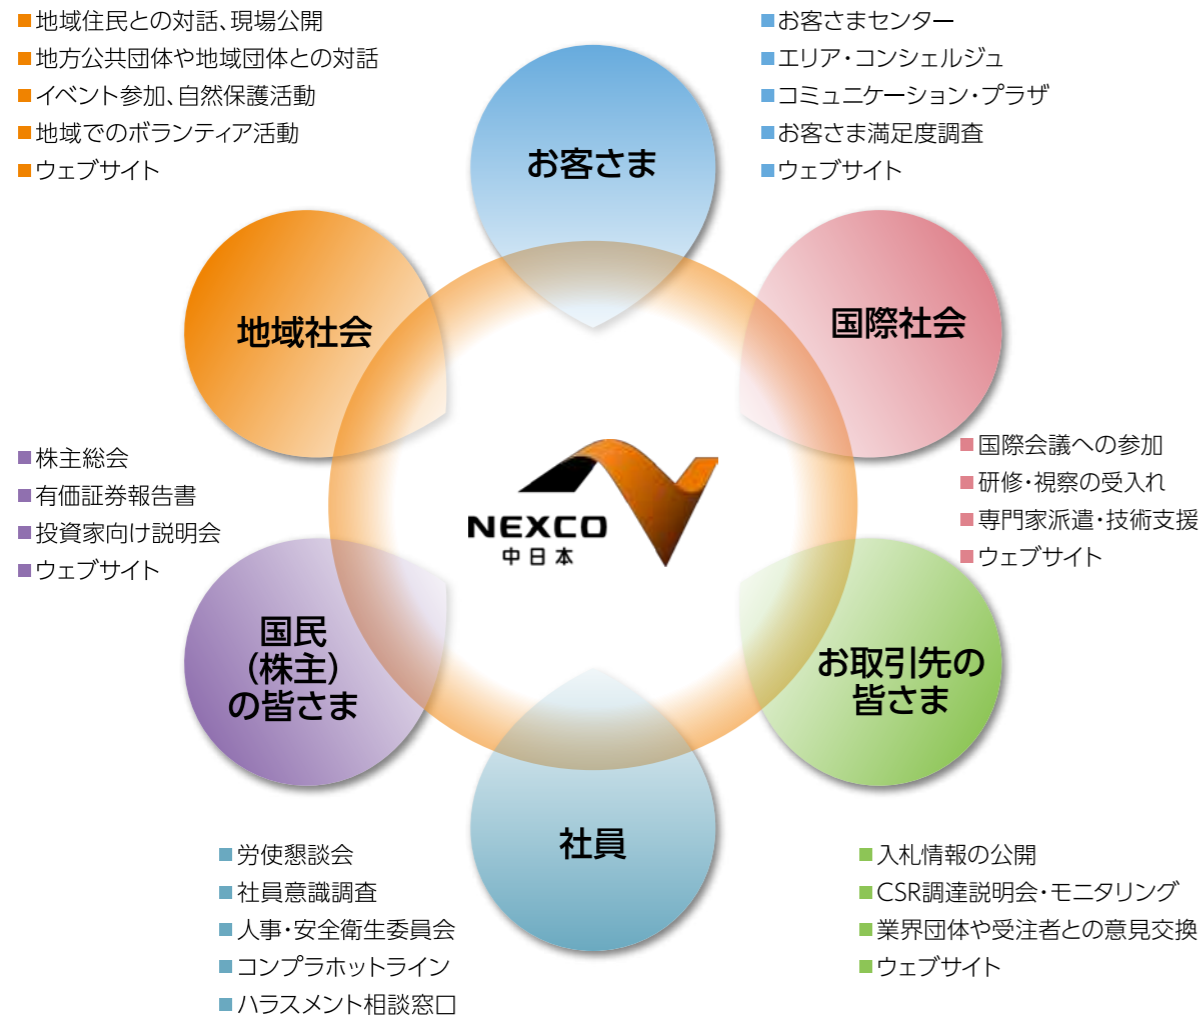 ■地域住民との対話、現場公開
■地方公共団体や地域団体との対話
■イベント参加、自然保護活動
■地域でのボランティア活動
■ウェブサイト
■お客さまセンター
■エリア・コンシェルジュ
■コミュニケーション・プラザ
■お客さま満足度調査
■ウェブサイト
お客さま
地域社会
国際社会
■株主総会
■有価証券報告書
■投資家向け説明会
■ウェブサイト
NEXCO
中日本
■国際会議への参加
■研修・視察の受入れ
■専門家派遣・技術支援
■ウェブサイト
国民
(株主)
の皆さま
お取引先の
皆さま
社員
■労使懇談会
■社員意識調査
■人事・安全衛生委員会
■コンプラホットライン
■ハラスメント相談窓口
■入札情報の公開
■CSR調達説明会・モニタリング
■業界団体や受注者との意見交換
■ウェブサイト